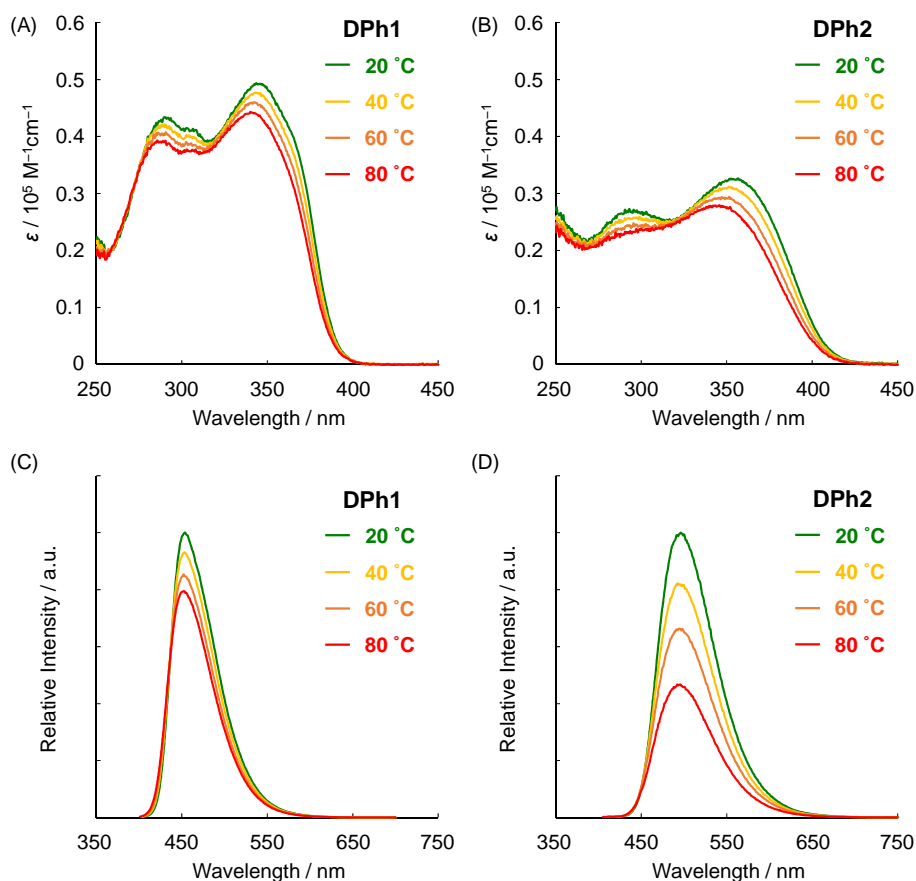 (A)
DPh1
20 ˚C
40 ˚C
60 ˚C
80 ˚C
0.6
0.5
0.4
0.3
0.2
0.1
0
ε / 10⁵ M⁻¹cm⁻¹
250
300
350
400
450
Wavelength / nm
(B)
DPh2
20 ˚C
40 ˚C
60 ˚C
80 ˚C
0.6
0.5
0.4
0.3
0.2
0.1
0
ε / 10⁵ M⁻¹cm⁻¹
250
300
350
400
450
Wavelength / nm
(C)
DPh1
20 ˚C
40 ˚C
60 ˚C
80 ˚C
Relative Intensity / a.u.
350
450
550
650
750
Wavelength / nm
(D)
DPh2
20 ˚C
40 ˚C
60 ˚C
80 ˚C
Relative Intensity / a.u.
350
450
550
650
750
Wavelength / nm